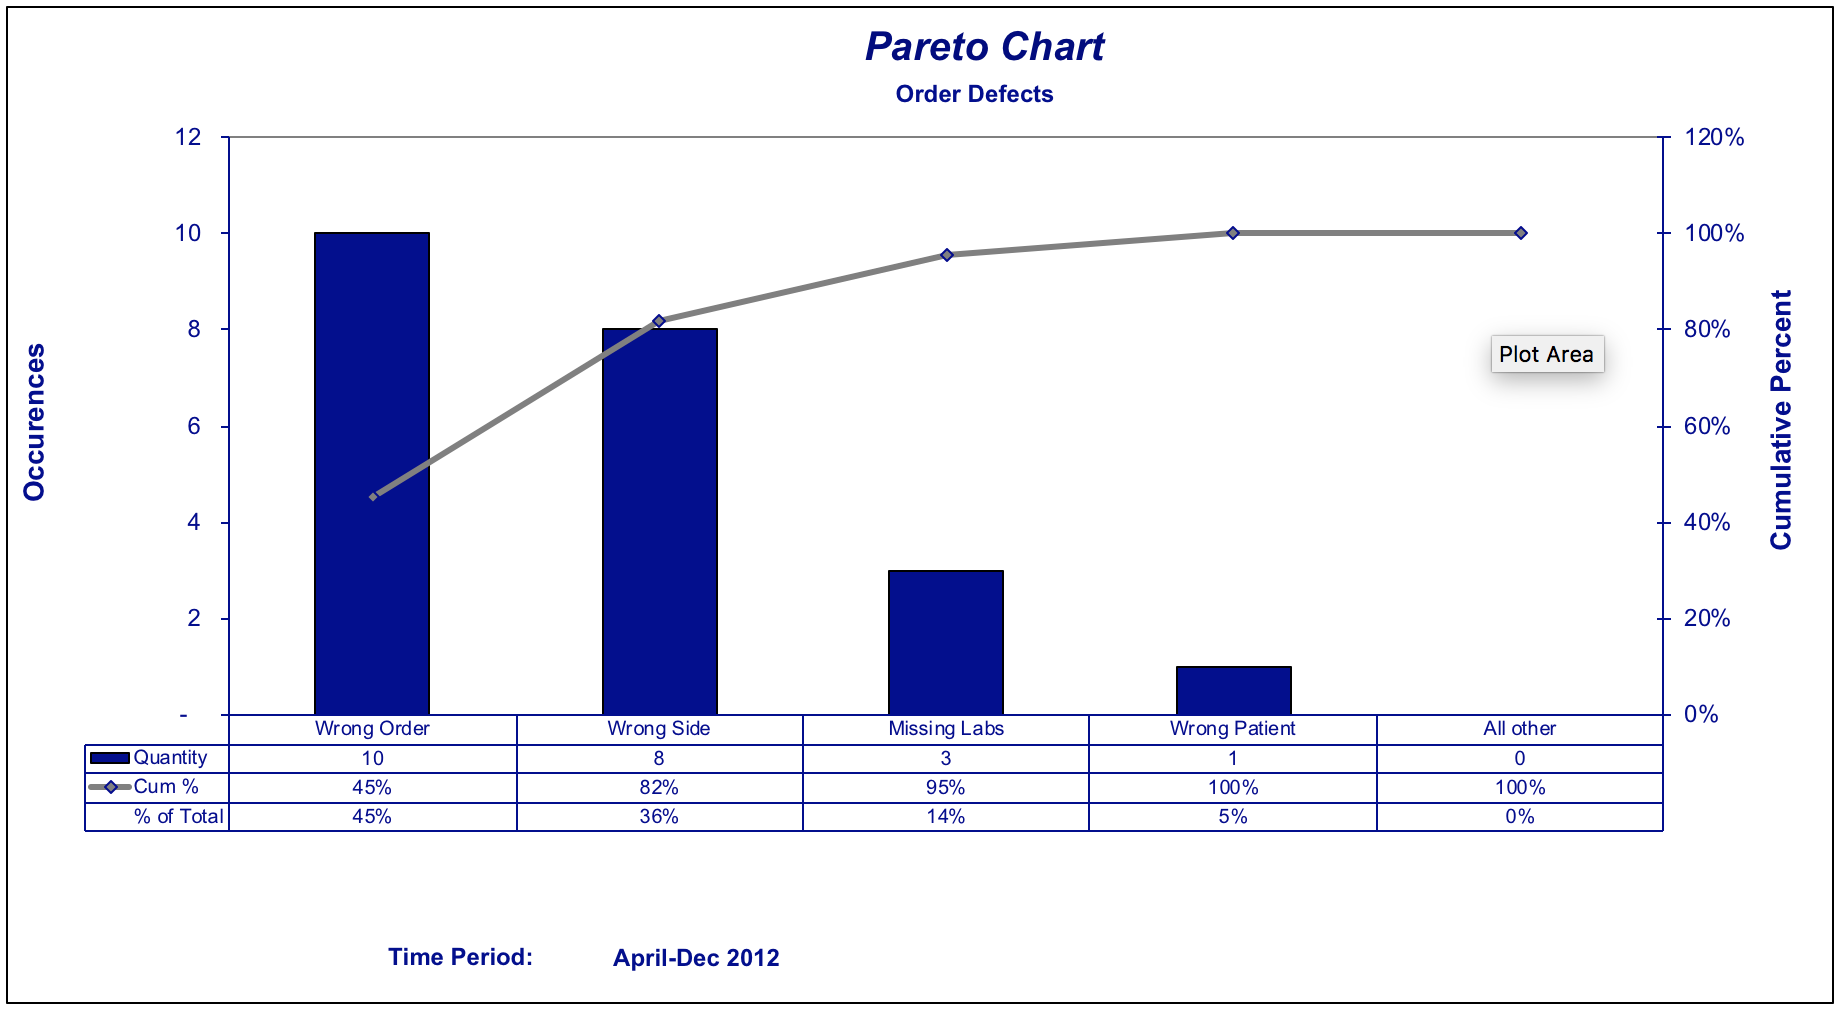 Pareto Chart
Order Defects
12
10
8
6
4
2
-
120%
100%
80%
60%
40%
20%
0%
Occurences
Cumulative Percent
Plot Area
Wrong Order Wrong Side Missing Labs Wrong Patient All other
Quantity 10 8 3 1 0
Cum % 45% 82% 95% 100% 100%
% of Total 45% 36% 14% 5% 0%
Time Period: April-Dec 2012